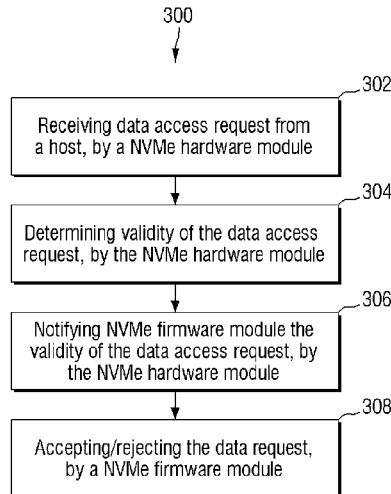 300
302
Receiving data access request from
a host, by a NVMe hardware module
304
Determining validity of the data access
request, by the NVMe hardware module
306
Notifying NVMe firmware module the
validity of the data access request, by
the NVMe hardware module
308
Accepting/rejecting the data request,
by a NVMe firmware module